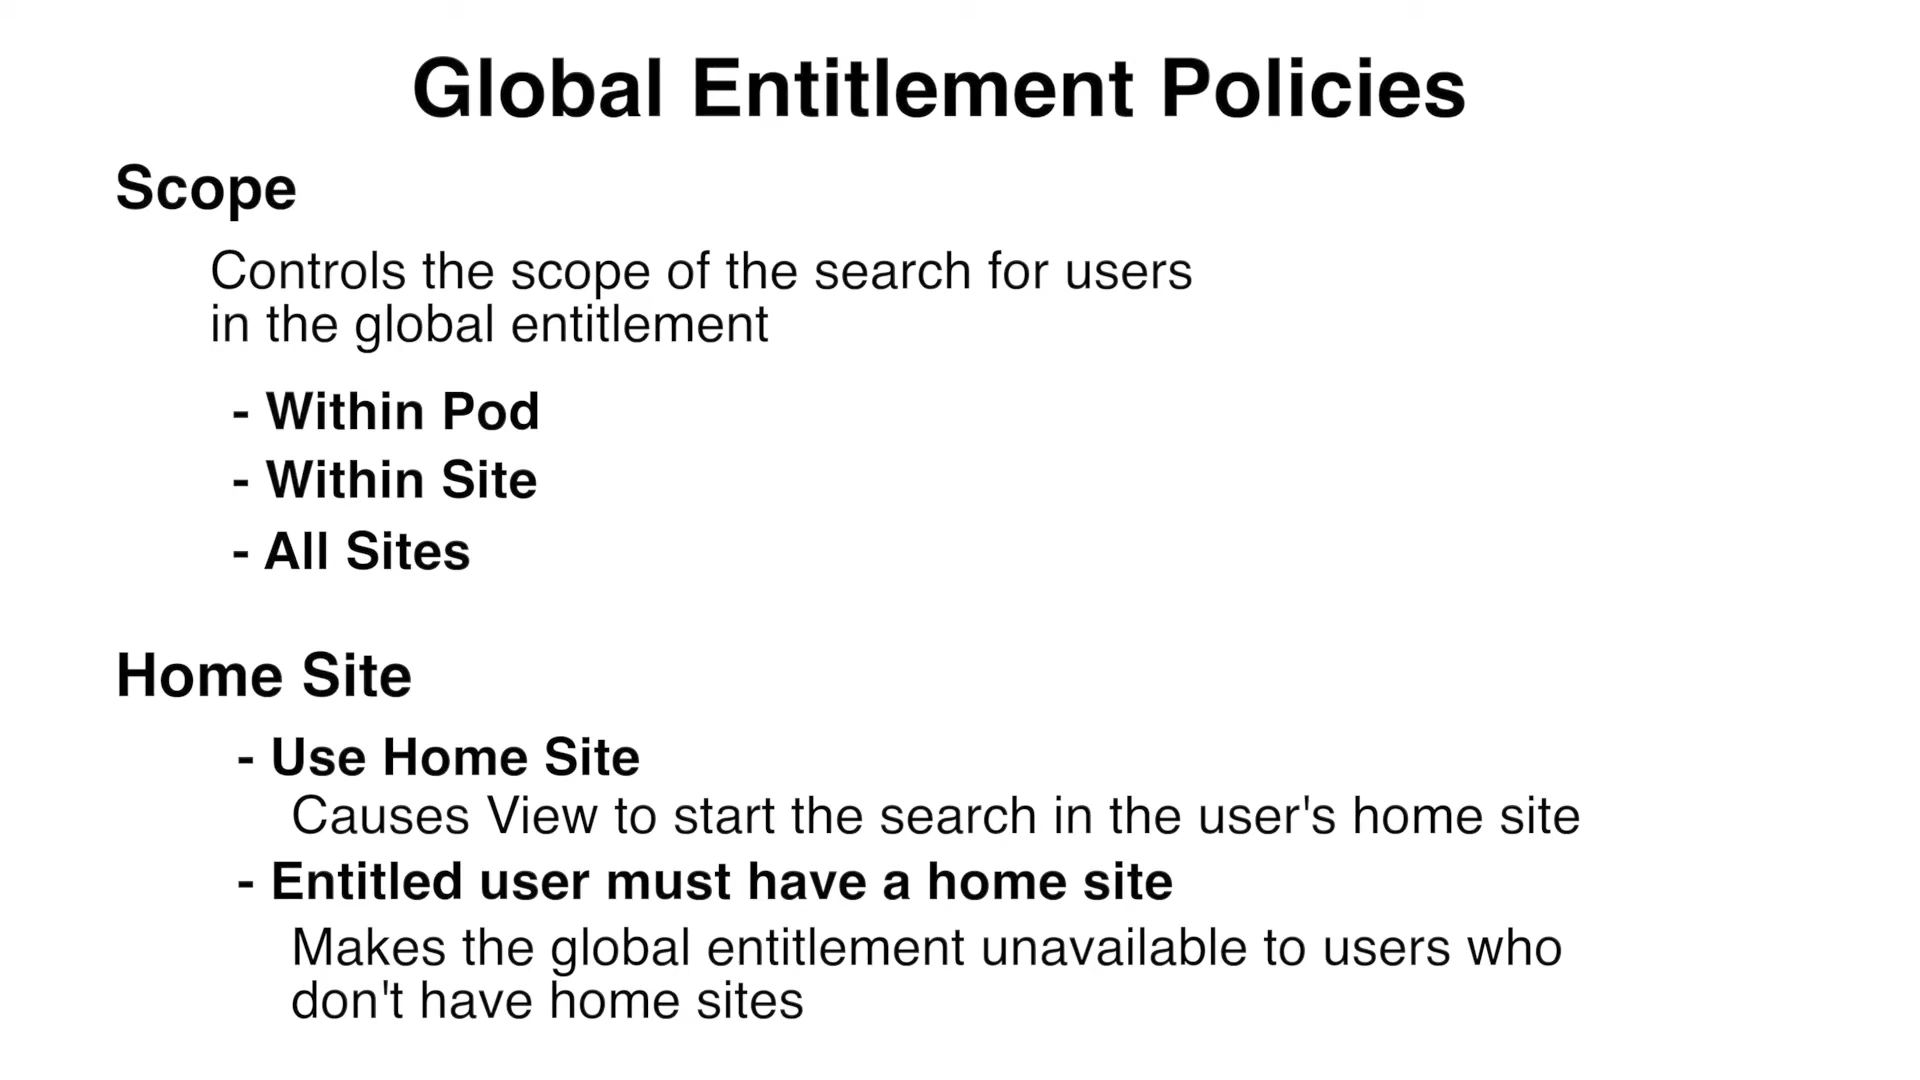 Global Entitlement Policies
Scope
Controls the scope of the search for users
in the global entitlement
- Within Pod
- Within Site
- All Sites
Home Site
- Use Home Site
Causes View to start the search in the user's home site
- Entitled user must have a home site
Makes the global entitlement unavailable to users who
don't have home sites